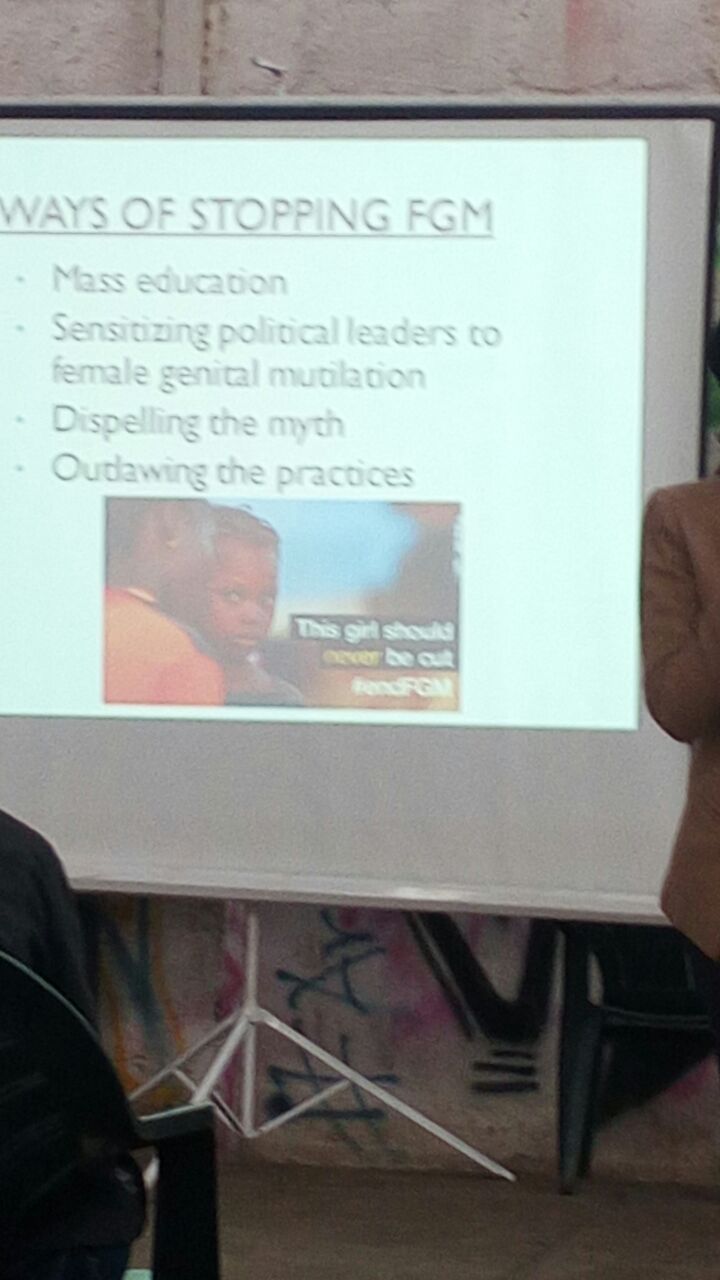 WAYS OF STOPPING FGM
• Mass education
• Sensitizing political leaders to
female genital mutilation
• Dispelling the myth
• Outlawing the practices
This girl should
never be cut
#endFGM